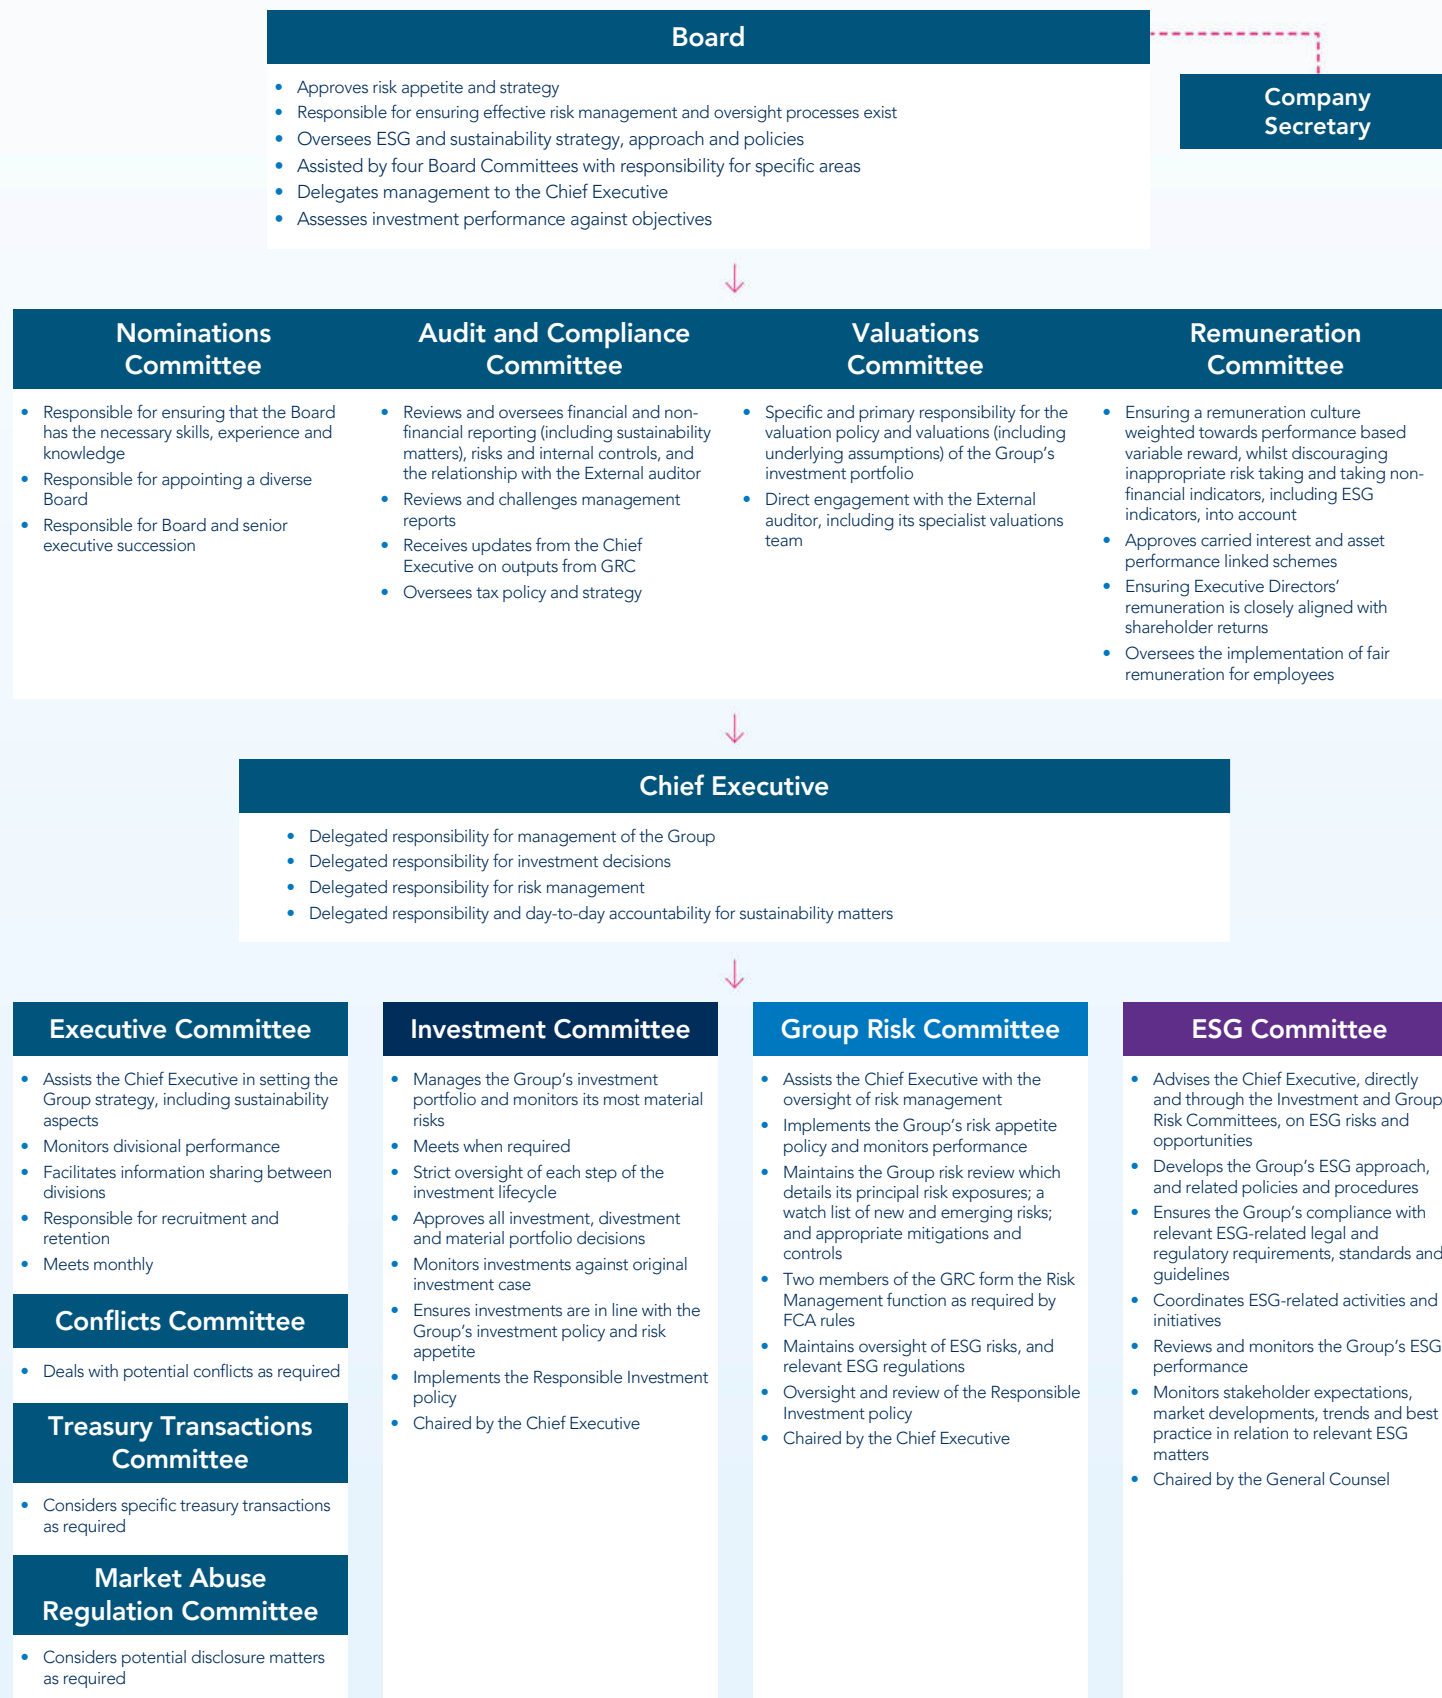 Board
• Approves risk appetite and strategy
• Responsible for ensuring effective risk management and oversight processes exist
• Oversees ESG and sustainability strategy, approach and policies
• Assisted by four Board Committees with responsibility for specific areas
• Delegates management to the Chief Executive
• Assesses investment performance against objectives
Company
Secretary
Nominations
Committee
• Responsible for ensuring that the Board
has the necessary skills, experience and
knowledge
• Responsible for appointing a diverse
Board
• Responsible for Board and senior
executive succession
Audit and Compliance
Committee
• Reviews and oversees financial and non-
financial reporting (including sustainability
matters), risks and internal controls, and
the relationship with the External auditor
• Reviews and challenges management
reports
• Receives updates from the Chief
Executive on outputs from GRC
• Oversees tax policy and strategy
Valuations
Committee
• Specific and primary responsibility for the
valuation policy and valuations (including
underlying assumptions) of the Group's
investment portfolio
• Direct engagement with the External
auditor, including its specialist valuations
team
Remuneration
Committee
• Ensuring a remuneration culture
weighted towards performance based
variable reward, whilst discouraging
inappropriate risk taking and taking non-
financial indicators, including ESG
indicators, into account
• Approves carried interest and asset
performance linked schemes
• Ensuring Executive Directors'
remuneration is closely aligned with
shareholder returns
• Oversees the implementation of fair
remuneration for employees
Chief Executive
• Delegated responsibility for management of the Group
• Delegated responsibility for investment decisions
• Delegated responsibility for risk management
• Delegated responsibility and day-to-day accountability for sustainability matters
Executive Committee
• Assists the Chief Executive in setting the
Group strategy, including sustainability
aspects
• Monitors divisional performance
• Facilitates information sharing between
divisions
• Responsible for recruitment and
retention
• Meets monthly
Conflicts Committee
• Deals with potential conflicts as required
Treasury Transactions
Committee
• Considers specific treasury transactions
as required
Market Abuse
Regulation Committee
• Considers potential disclosure matters
as required
Investment Committee
• Manages the Group's investment
portfolio and monitors its most material
risks
• Meets when required
• Strict oversight of each step of the
investment lifecycle
• Approves all investment, divestment
and material portfolio decisions
• Monitors investments against original
investment case
• Ensures investments are in line with the
Group's investment policy and risk
appetite
• Implements the Responsible Investment
policy
• Chaired by the Chief Executive
Group Risk Committee
• Assists the Chief Executive with the
oversight of risk management
• Implements the Group's risk appetite
policy and monitors performance
• Maintains the Group risk review which
details its principal risk exposures; a
watch list of new and emerging risks;
and appropriate mitigations and
controls
• Two members of the GRC form the Risk
Management function as required by
FCA rules
• Maintains oversight of ESG risks, and
relevant ESG regulations
• Oversight and review of the Responsible
Investment policy
• Chaired by the Chief Executive
ESG Committee
• Advises the Chief Executive, directly
and through the Investment and Group
Risk Committees, on ESG risks and
opportunities
• Develops the Group's ESG approach,
and related policies and procedures
• Ensures the Group's compliance with
relevant ESG-related legal and
regulatory requirements, standards and
guidelines
• Coordinates ESG-related activities and
initiatives
• Reviews and monitors the Group's ESG
performance
• Monitors stakeholder expectations,
market developments, trends and best
practice in relation to relevant ESG
matters
• Chaired by the General Counsel